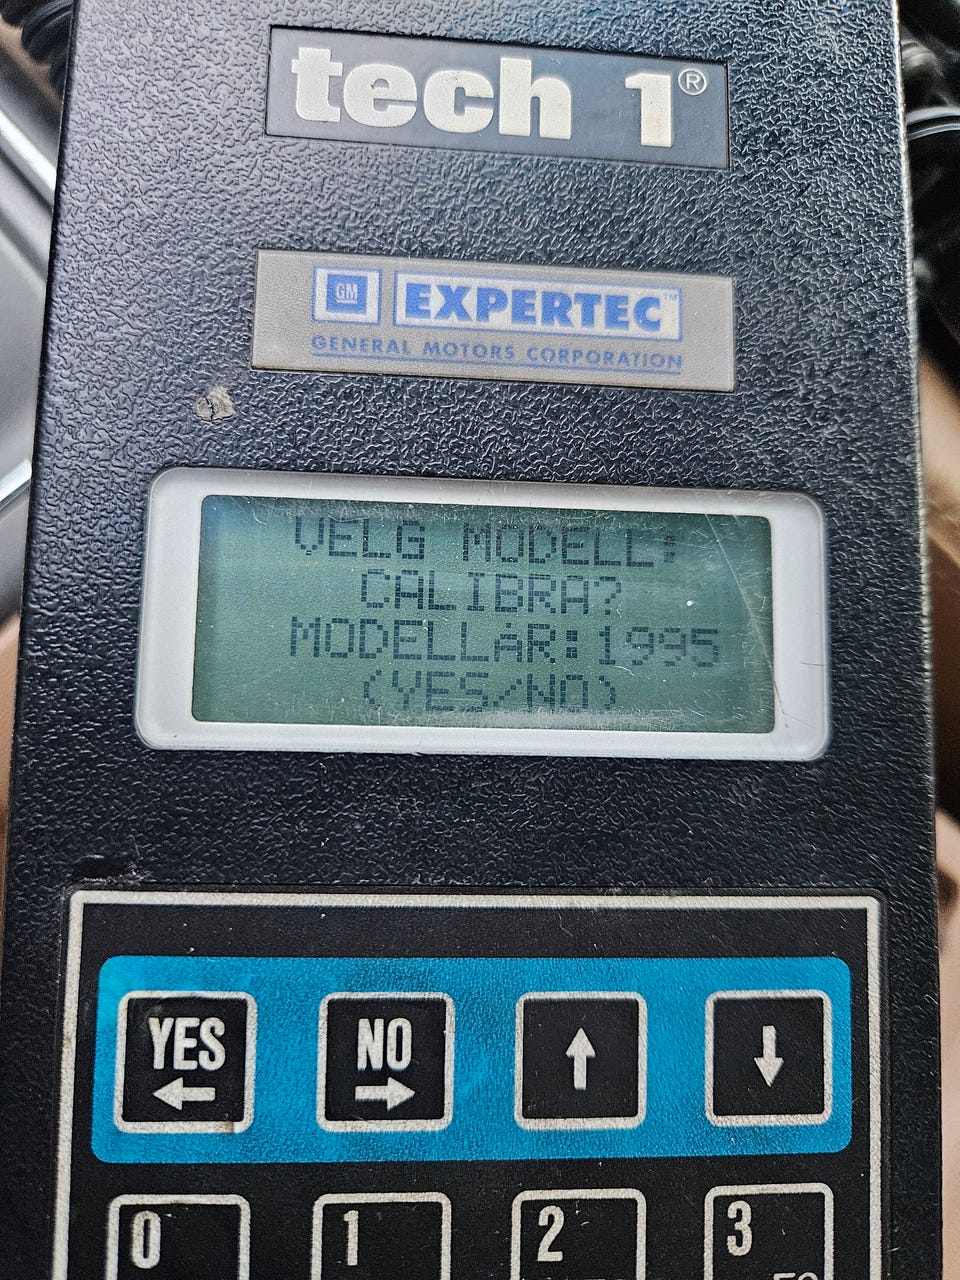 tech 1®
GM EXPERTEC™
GENERAL MOTORS CORPORATION
VELG MODELL:
CALIBRA?
MODELLÅR:1995
(YES/NO)
YES NO ↑ ↓
← →
0 1 2 3